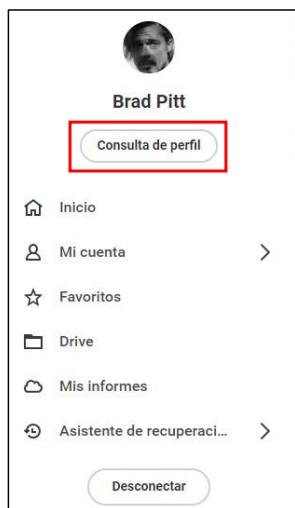 Brad Pitt
Consulta de perfil
Inicio
Mi cuenta
Favoritos
Drive
Mis informes
Asistente de recuperaci...
Desconectar